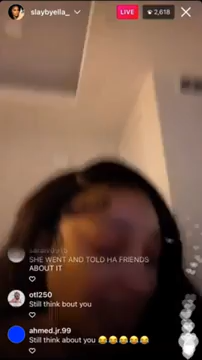 slaybyella_
LIVE
2,618
SHE WENT AND TOLD HA FRIENDS
ABOUT IT
otl250
Still think bout you
ahmed.jr.99
Still think about you 😂😂😂😂😂